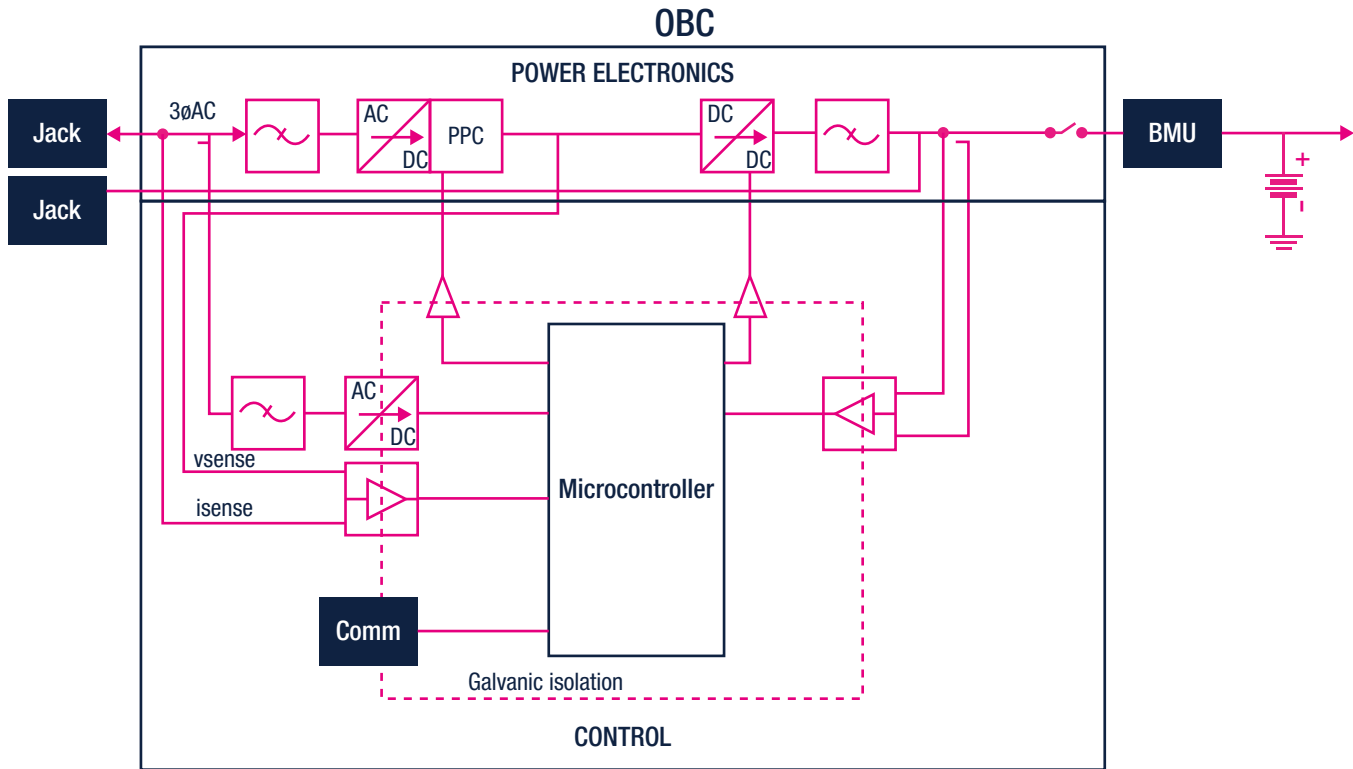 OBC
POWER ELECTRONICS
Jack
3øAC
AC
DC
PPC
DC
DC
BMU
Jack
+
AC
DC
vsense
isense
Microcontroller
Comm
Galvanic isolation
CONTROL